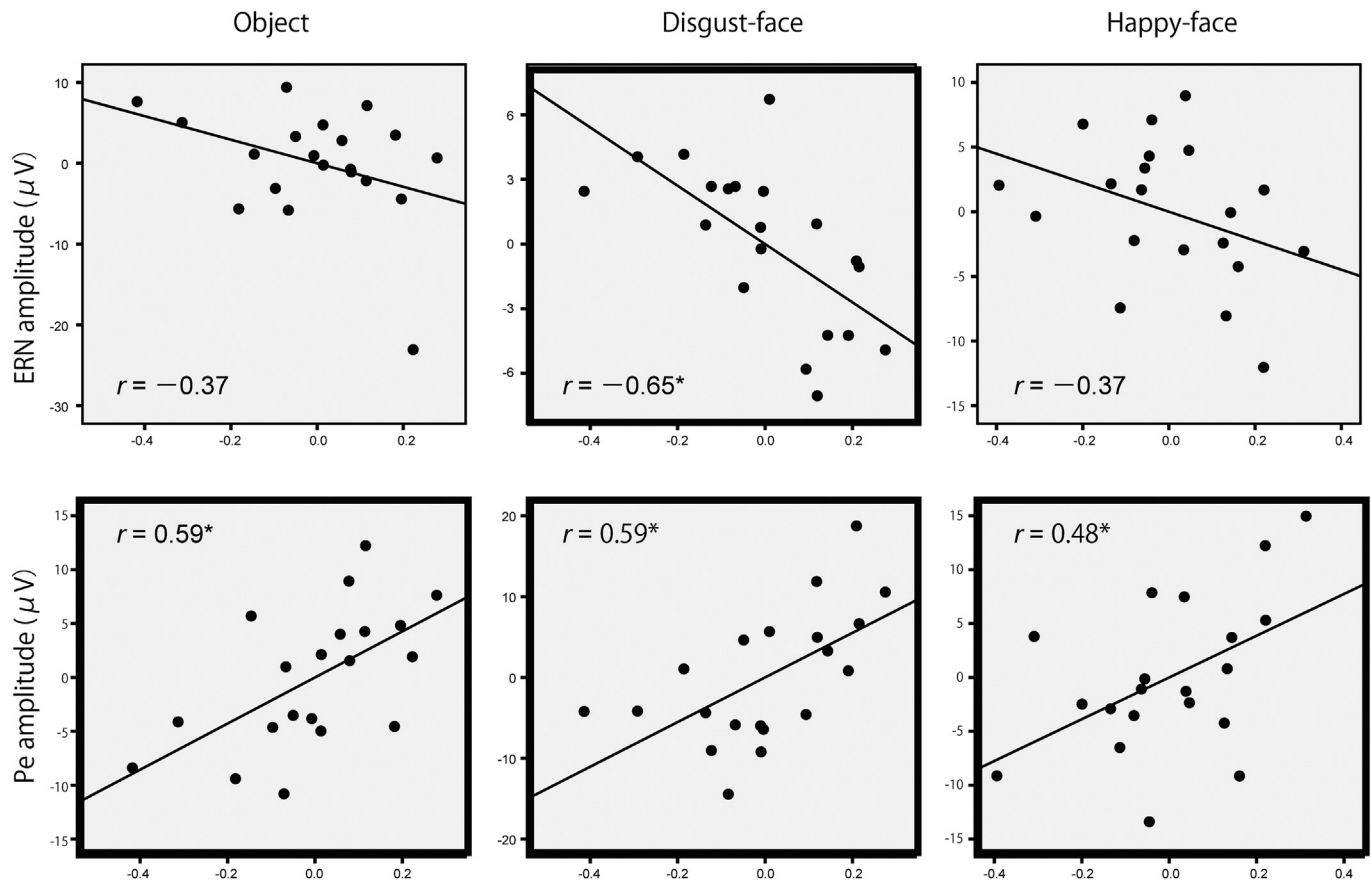 Object Disgust-face Happy-face
ERN amplitude (μV)
10
0
-10
-20
-30
r = −0.37
-0.4 -0.2 0.0 0.2
6
3
0
-3
-6
r = −0.65*
-0.4 -0.2 0.0 0.2
10
5
0
-5
-10
-15
r = −0.37
-0.4 -0.2 0.0 0.2 0.4
Pe amplitude (μV)
15
10
5
0
-5
-10
-15
r = 0.59*
-0.4 -0.2 0.0 0.2
20
10
0
-10
-20
r = 0.59*
-0.4 -0.2 0.0 0.2
15
10
5
0
-5
-10
-15
r = 0.48*
-0.4 -0.2 0.0 0.2 0.4